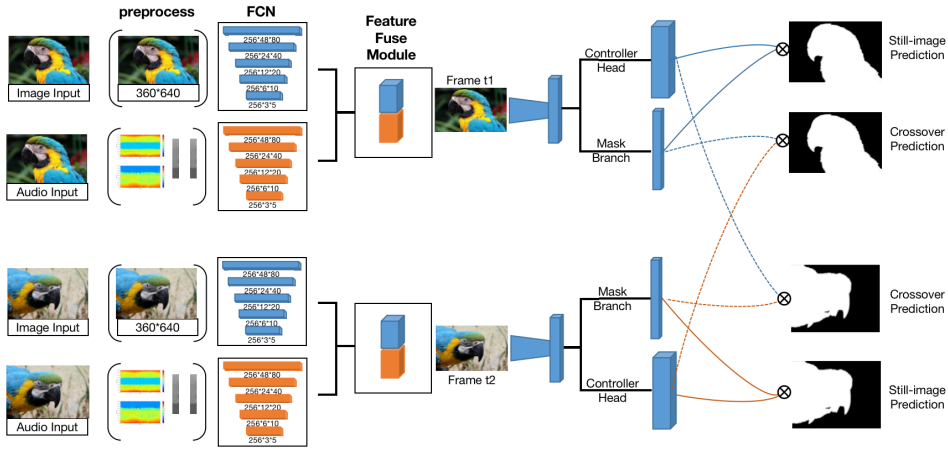 preprocess
FCN
Feature
Fuse
Module
Image Input
360*640
256*48*80
256*24*40
256*12*20
256*6*10
256*3*5
Audio Input
256*48*80
256*24*40
256*12*20
256*6*10
256*3*5
Frame t1
Controller
Head
Mask
Branch
Still-image
Prediction
Crossover
Prediction
Image Input
360*640
256*48*80
256*24*40
256*12*20
256*6*10
256*3*5
Audio Input
256*48*80
256*24*40
256*12*20
256*6*10
256*3*5
Frame t2
Mask
Branch
Controller
Head
Crossover
Prediction
Still-image
Prediction